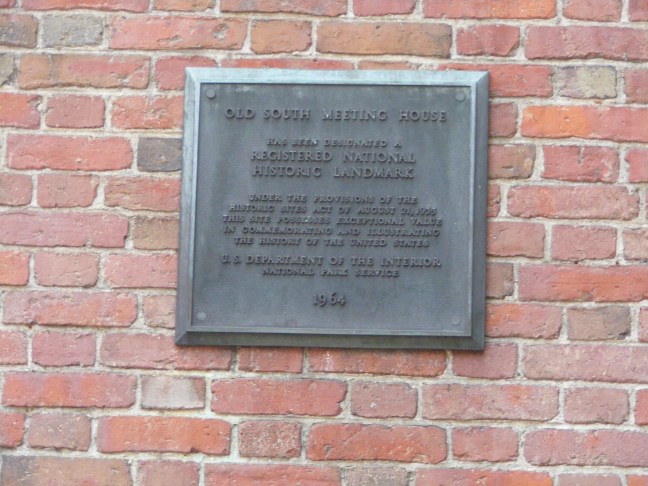 OLD SOUTH MEETING HOUSE
HAS BEEN DESIGNATED A
REGISTERED NATIONAL
HISTORIC LANDMARK
UNDER THE PROVISIONS OF THE
HISTORIC SITES ACT OF AUGUST 21, 1935
THIS SITE POSSESSES EXCEPTIONAL VALUE
IN COMMEMORATING AND ILLUSTRATING
THE HISTORY OF THE UNITED STATES
U.S. DEPARTMENT OF THE INTERIOR
NATIONAL PARK SERVICE
1964